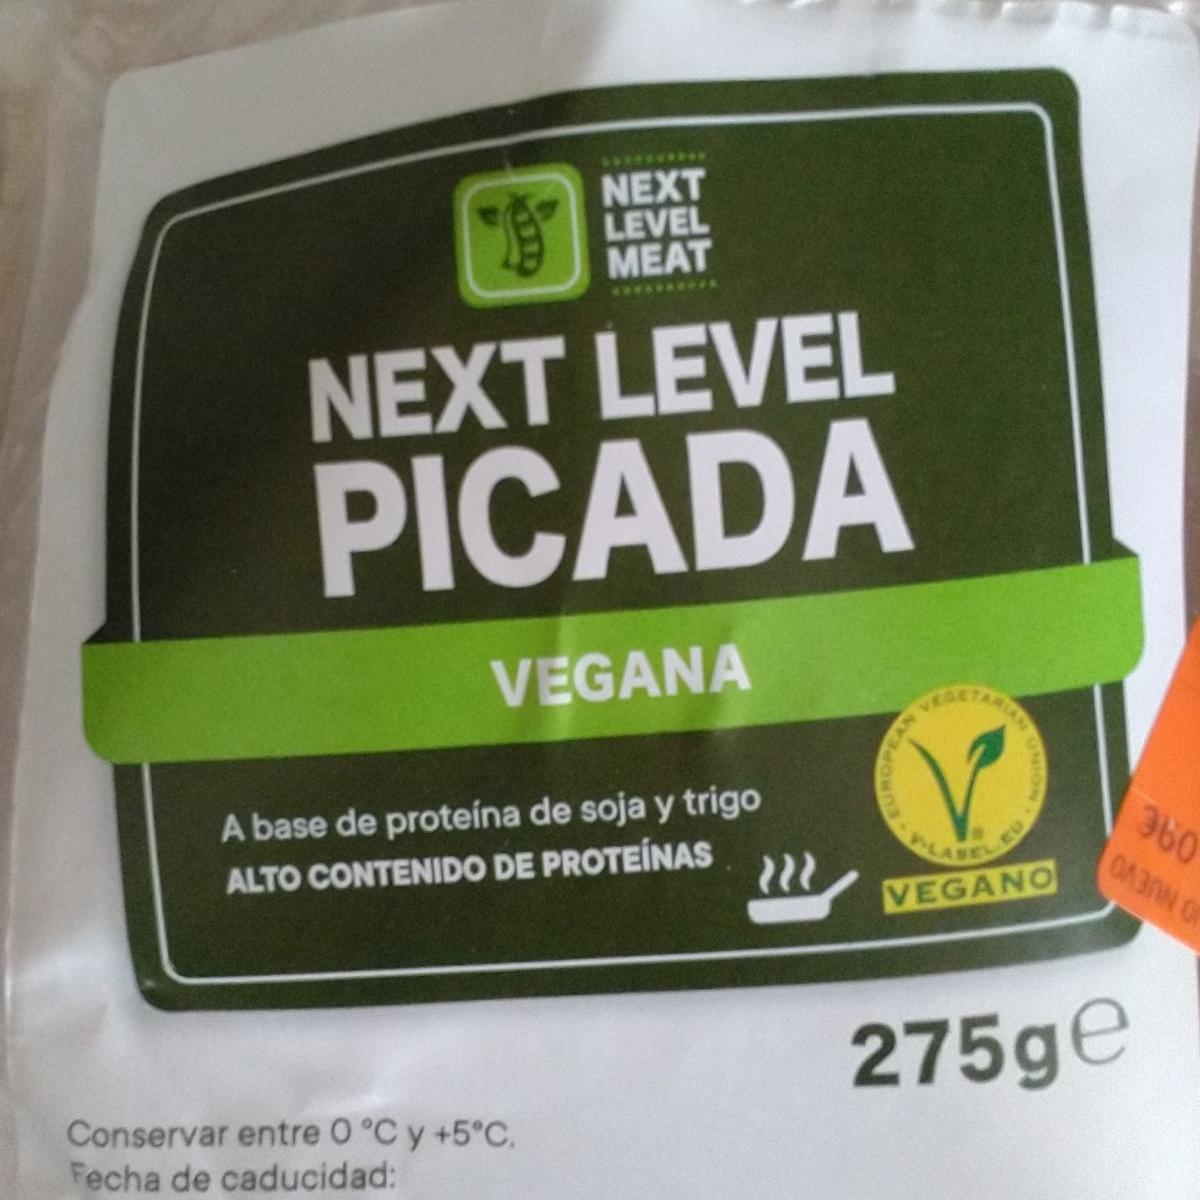 NEXT
LEVEL
MEAT
NEXT LEVEL
PICADA
VEGANA
A base de proteína de soja y trigo
ALTO CONTENIDO DE PROTEÍNAS
EUROPEAN VEGETARIAN UNION
V-LABEL.EU
VEGANO
275g e
Conservar entre 0 °C y +5°C.
Fecha de caducidad:
NUEVO